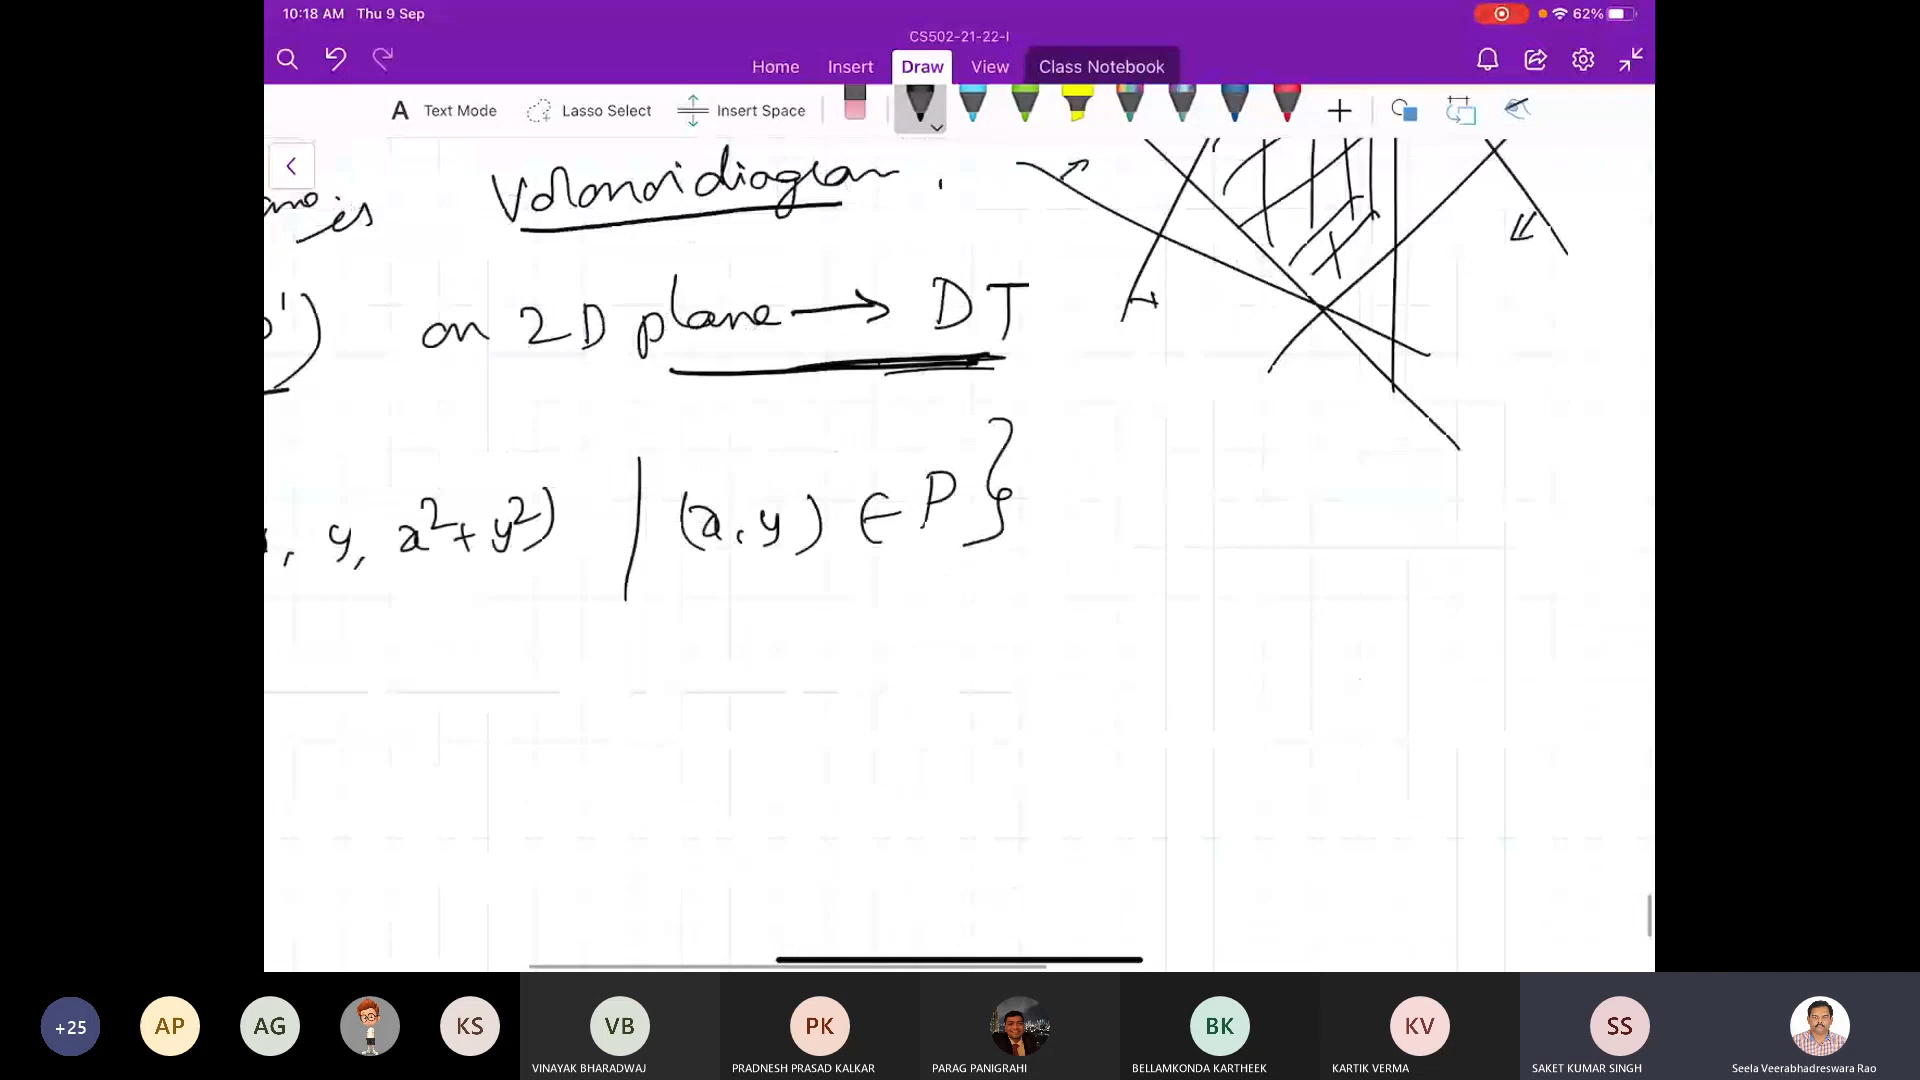 10:18 AM Thu 9 Sep
62%
CS502-21-22-I
Home Insert Draw View Class Notebook
A Text Mode Lasso Select Insert Space
is Voronoi diagram.
on 2D plane → DT
, y, x²+y²) | (x, y) ∈ P}
+25 AP AG KS VB PK BK KV SS
VINAYAK BHARADWAJ PRADNESH PRASAD KALKAR PARAG PANIGRAHI BELLAMKONDA KARTHEEK KARTIK VERMA SAKET KUMAR SINGH Seela Veerabhadreswara Rao